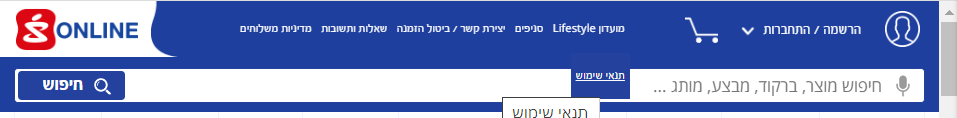 ONLINE
הרשמה / התחברות
מועדון Lifestyle סניפים יצירת קשר / ביטול הזמנה שאלות ותשובות מדיניות משלוחים
תנאי שימוש
חיפוש מוצר, ברקוד, מבצע, מותג ...
חיפוש
תנאי שימוש